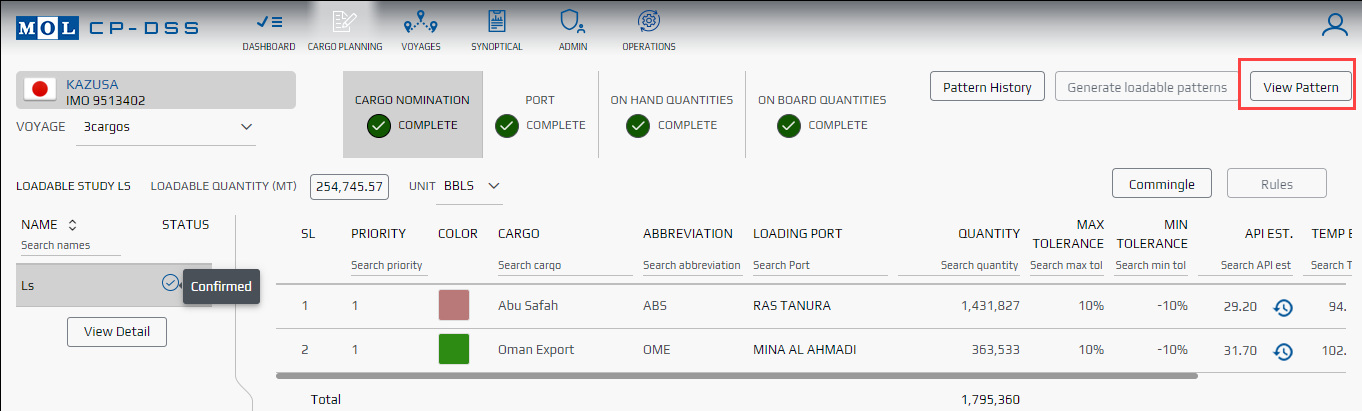 MOL CP-DSS
DASHBOARD CARGO PLANNING VOYAGES SYNOPTICAL ADMIN OPERATIONS
KAZUSA
IMO 9513402
VOYAGE 3cargos
CARGO NOMINATION
COMPLETE
PORT
COMPLETE
ON HAND QUANTITIES
COMPLETE
ON BOARD QUANTITIES
COMPLETE
Pattern History Generate loadable patterns View Pattern
LOADABLE STUDY LS LOADABLE QUANTITY (MT) 254,745.57 UNIT BBLS Commingle Rules
NAME STATUS
Search names
Ls Confirmed
View Detail
SL PRIORITY COLOR CARGO ABBREVIATION LOADING PORT QUANTITY MAX TOLERANCE MIN TOLERANCE API EST. TEMP E
Search priority Search cargo Search abbreviation Search Port Search quantity Search max tol Search min tol Search API est Search T
1 1 Abu Safah ABS RAS TANURA 1,431,827 10% -10% 29.20 94.
2 1 Oman Export OME MINA AL AHMADI 363,533 10% -10% 31.70 102.
Total 1,795,360